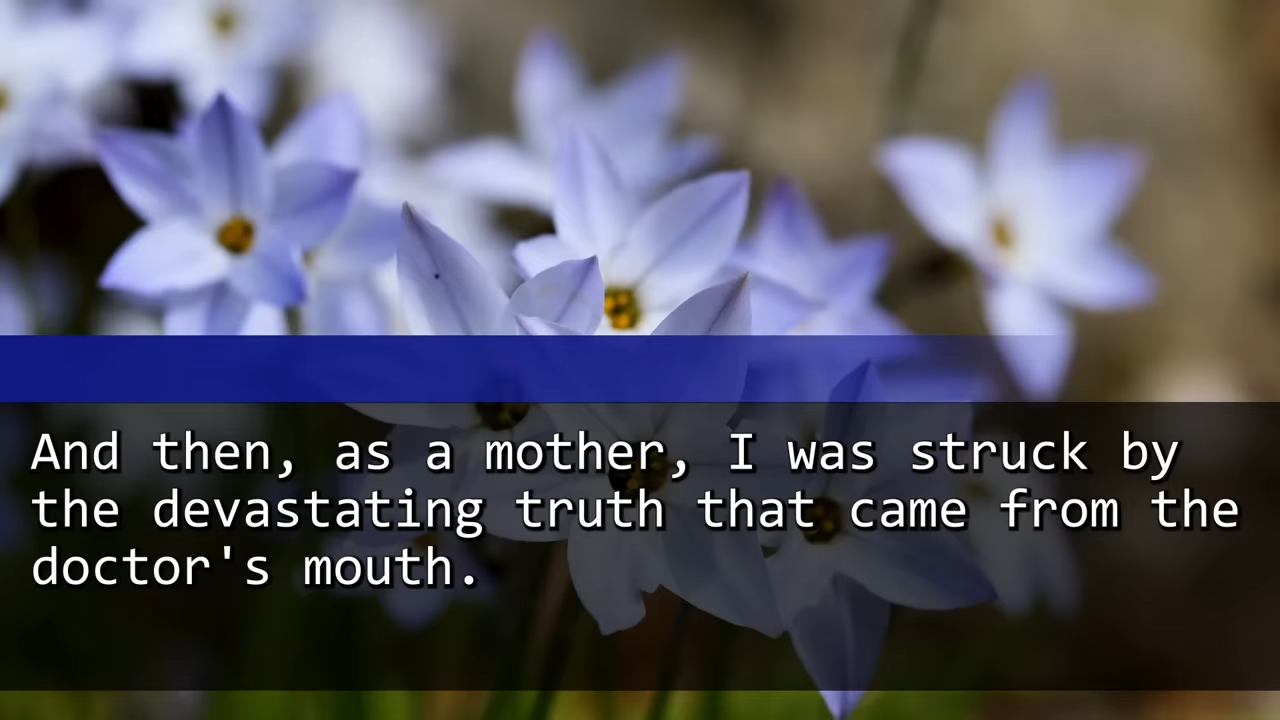 And then, as a mother, I was struck by
the devastating truth that came from the
doctor's mouth.